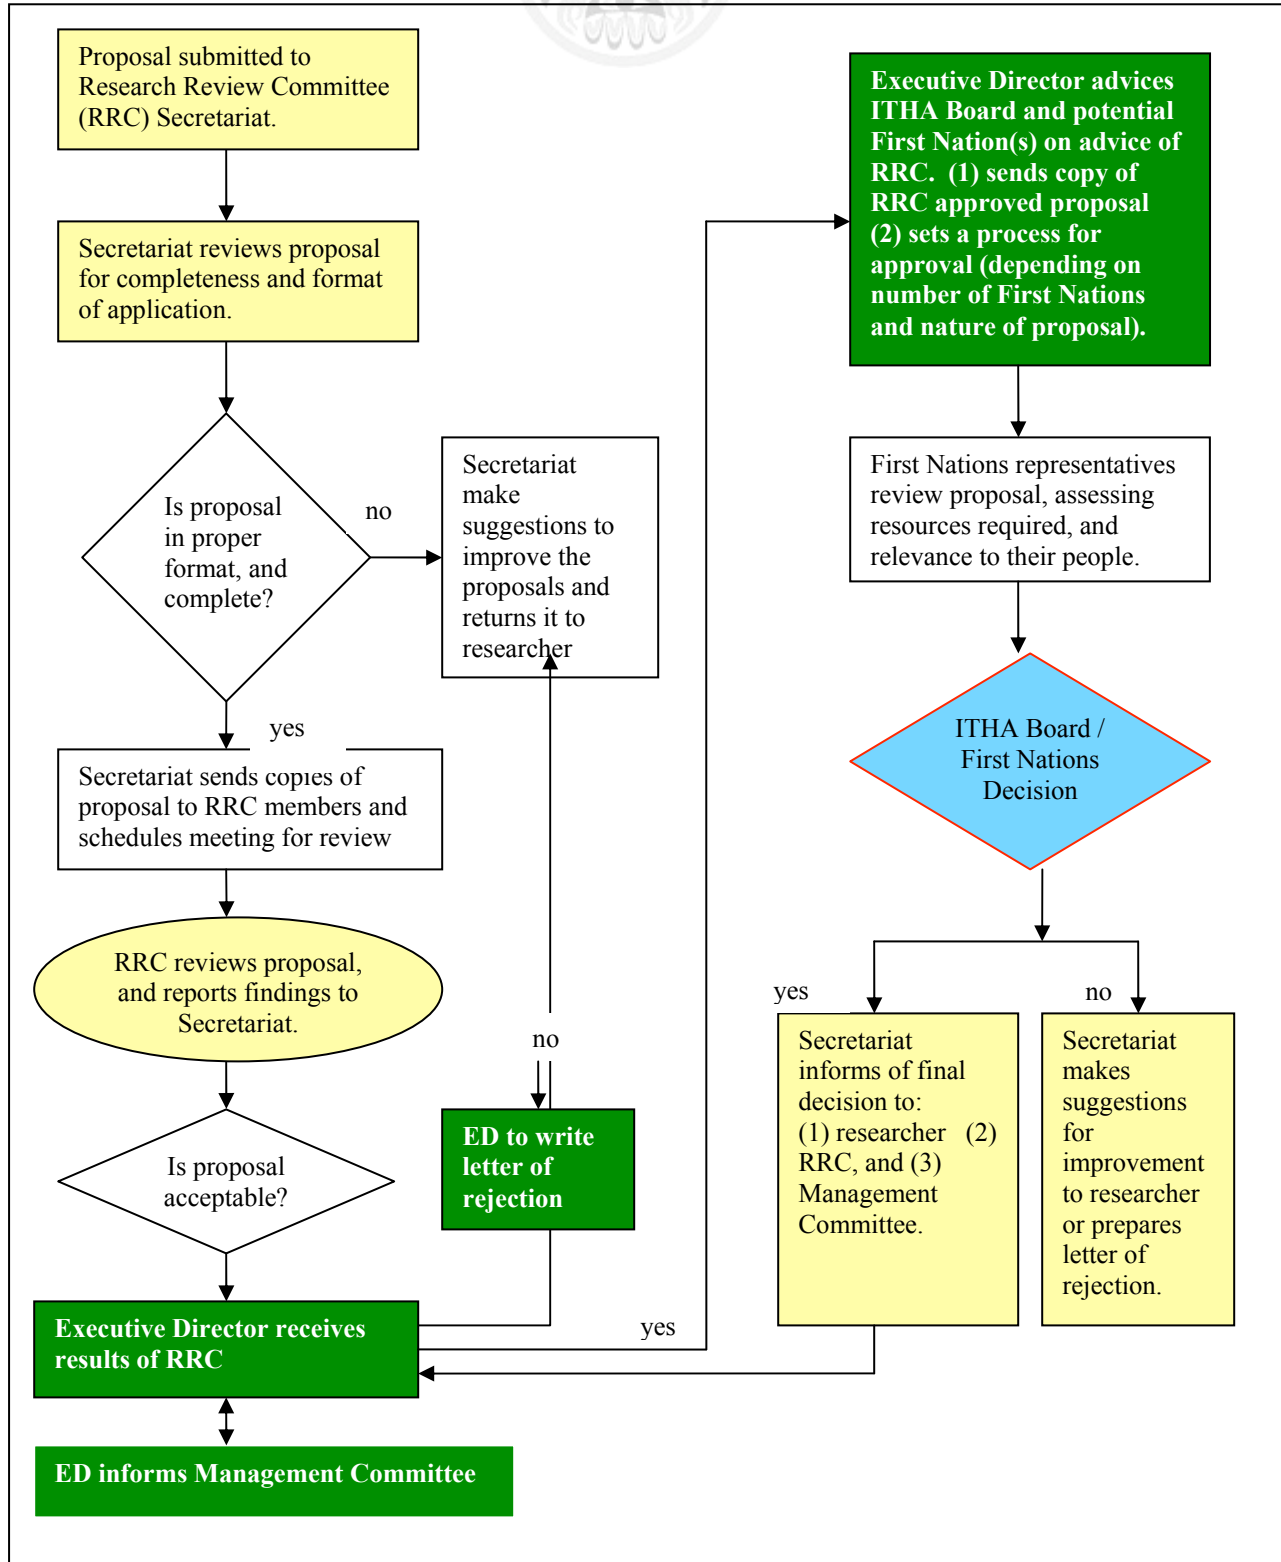 Proposal submitted to
Research Review Committee
(RRC) Secretariat.
Secretariat reviews proposal
for completeness and format
of application.
Is proposal
in proper
format, and
complete?
no
Secretariat
make
suggestions to
improve the
proposals and
returns it to
researcher
yes
Secretariat sends copies of
proposal to RRC members and
schedules meeting for review
RRC reviews proposal,
and reports findings to
Secretariat.
Is proposal
acceptable?
no
ED to write
letter of
rejection
Executive Director receives
results of RRC
yes
ED informs Management Committee
Executive Director advices
ITHA Board and potential
First Nation(s) on advice of
RRC.  (1) sends copy of
RRC approved proposal
(2) sets a process for
approval (depending on
number of First Nations
and nature of proposal).
First Nations representatives
review proposal, assessing
resources required, and
relevance to their people.
ITHA Board /
First Nations
Decision
yes
no
Secretariat
informs of final
decision to:
(1) researcher   (2)
RRC, and (3)
Management
Committee.
Secretariat
makes
suggestions
for
improvement
to researcher
or prepares
letter of
rejection.